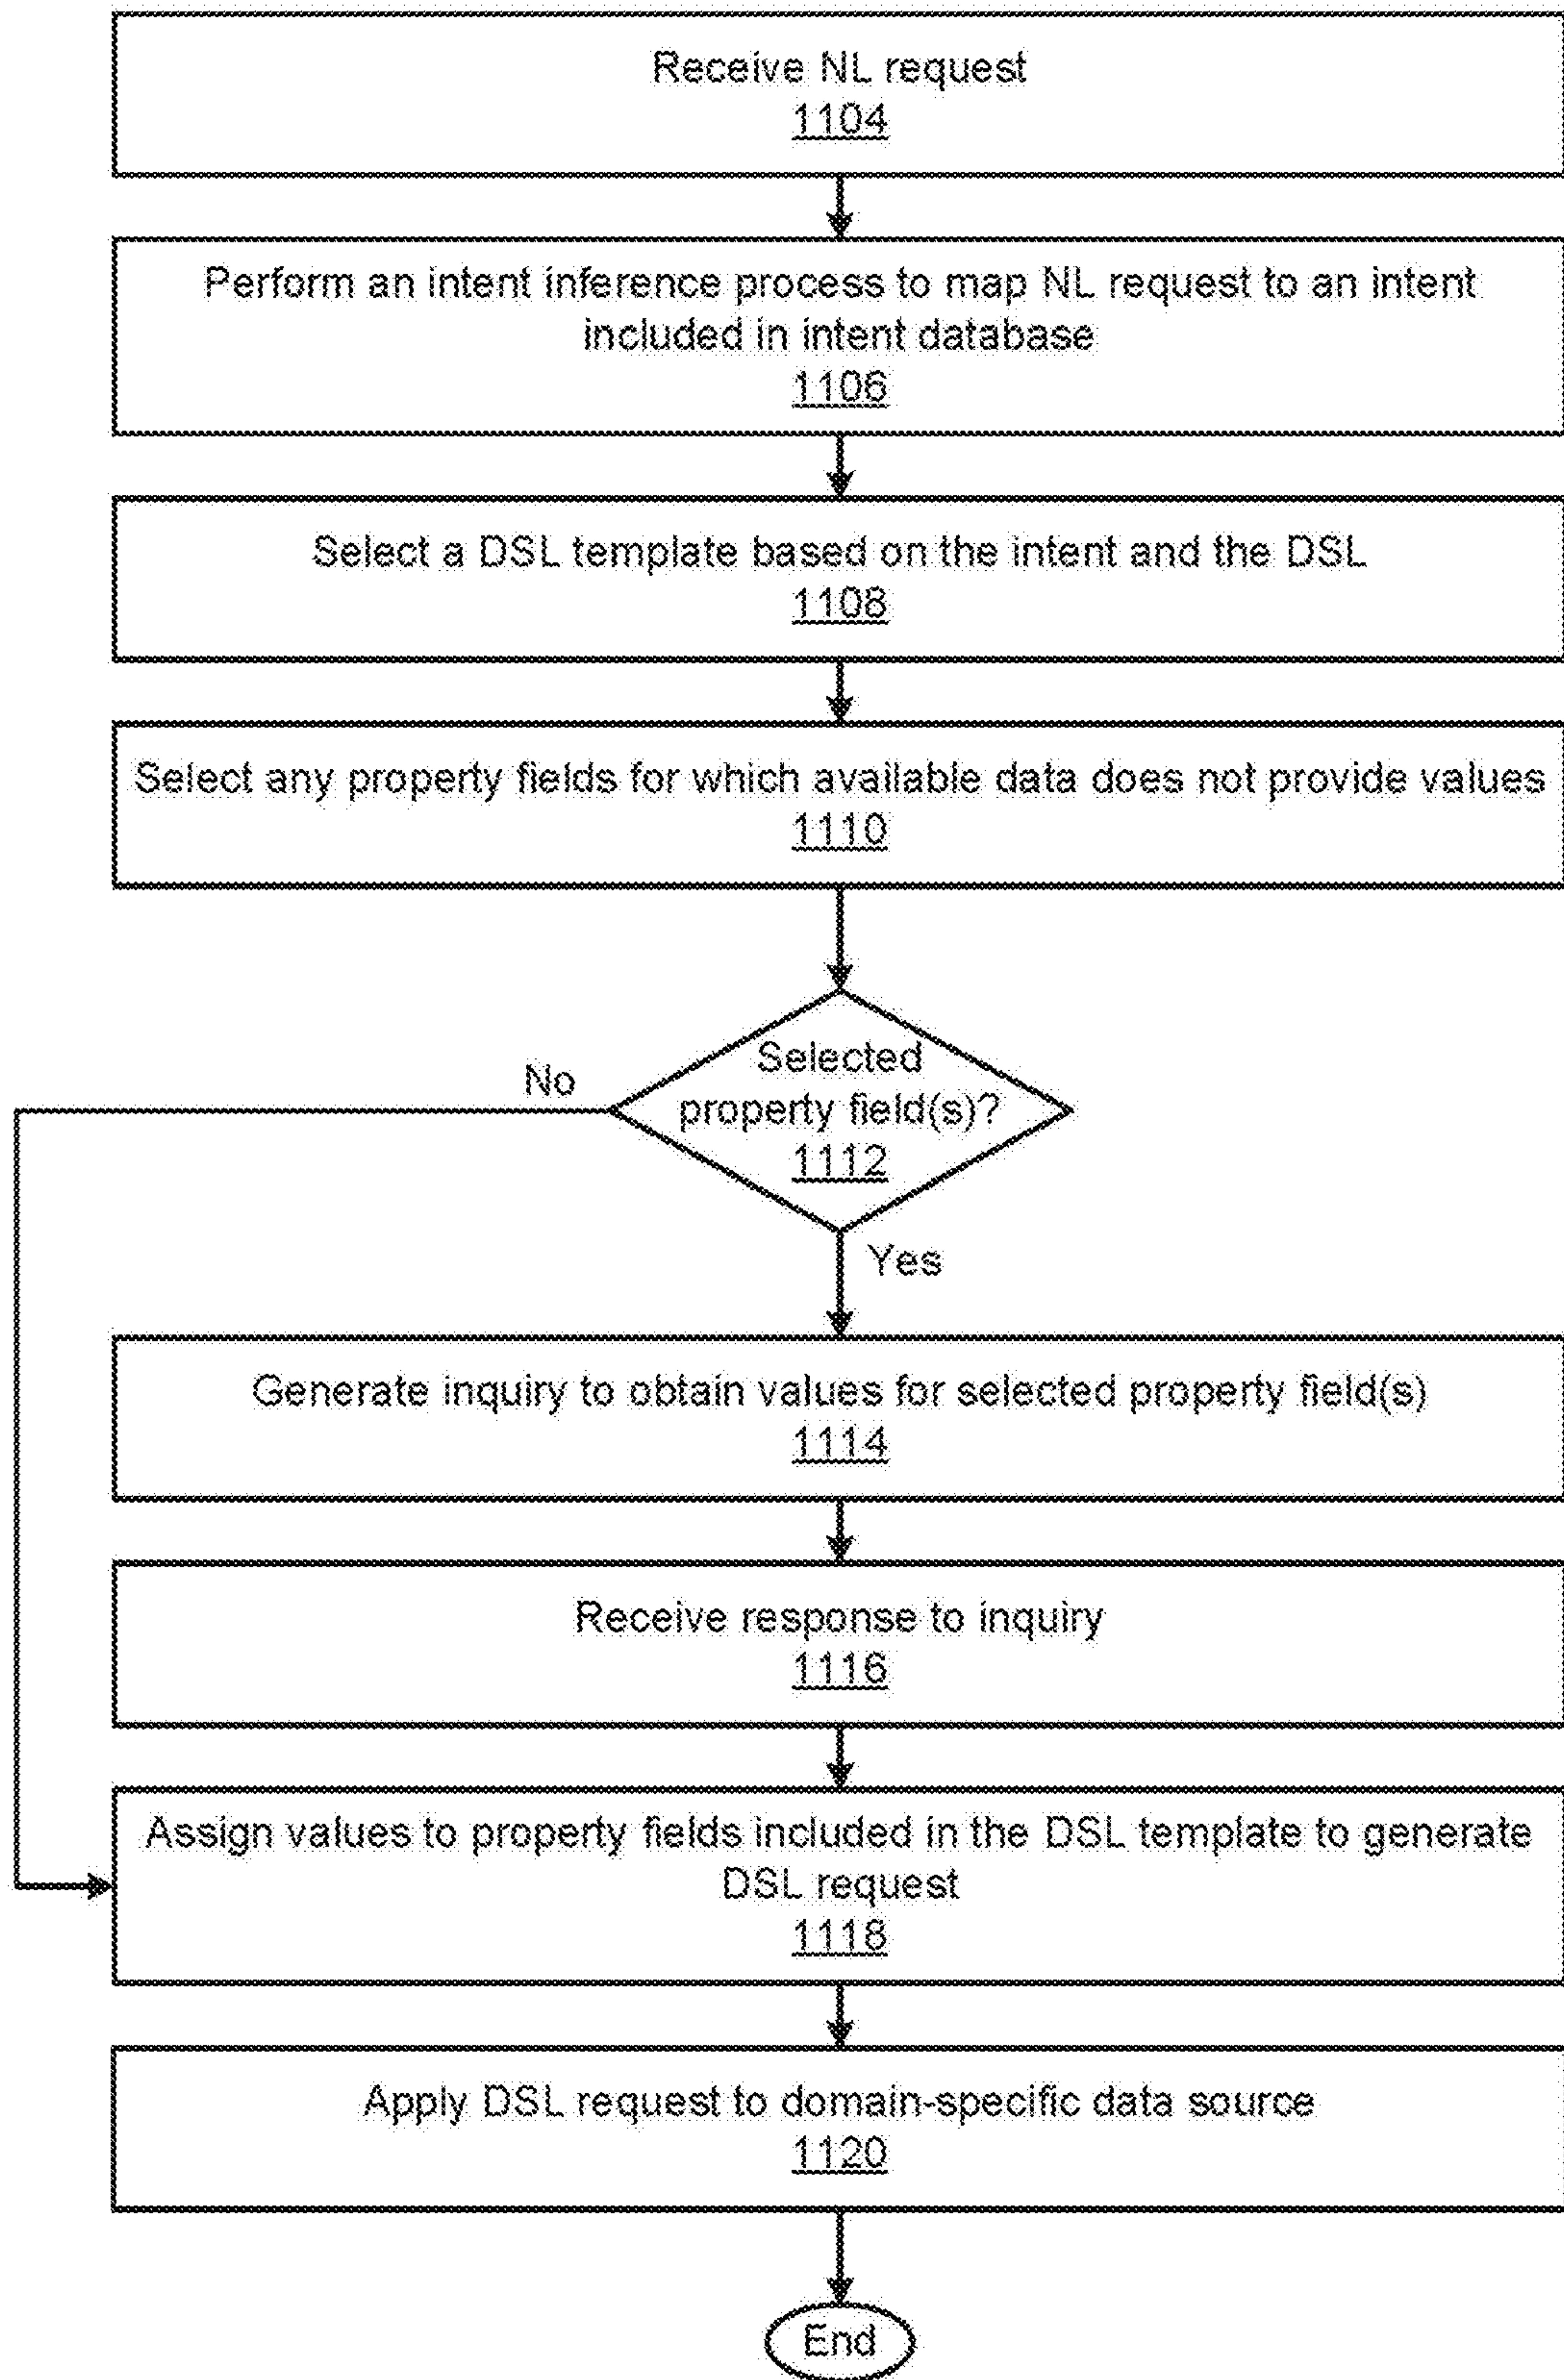 Receive NL request
1104
Perform an intent inference process to map NL request to an intent
included in intent database
1106
Select a DSL template based on the intent and the DSL
1108
Select any property fields for which available data does not provide values
1110
Selected
property field(s)?
1112
No
Yes
Generate inquiry to obtain values for selected property field(s)
1114
Receive response to inquiry
1116
Assign values to property fields included in the DSL template to generate
DSL request
1118
Apply DSL request to domain-specific data source
1120
End